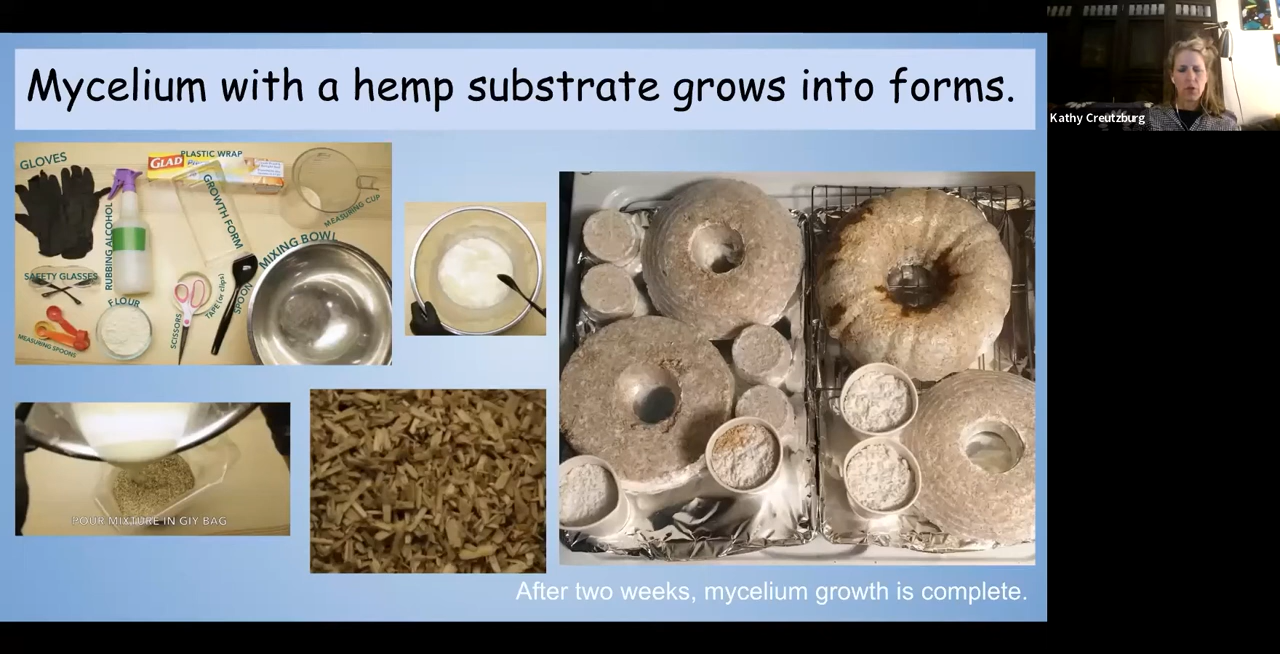 Mycelium with a hemp substrate grows into forms.
Kathy Creutzburg
GLOVES
PLASTIC WRAP
GLAD
RUBBING ALCOHOL
GROWTH FORM
MEASURING CUP
MIXING BOWL
SAFETY GLASSES
FLOUR
SCISSORS
TAPE (or clips)
SPOON
MEASURING SPOONS
POUR MIXTURE IN GIY BAG
After two weeks, mycelium growth is complete.